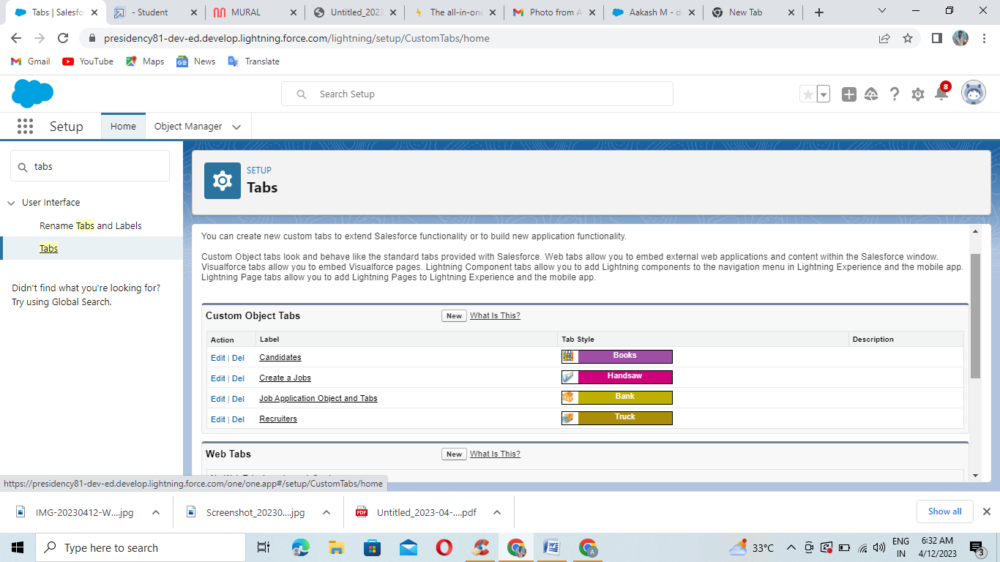 Tabs | Salesfo
- Student
MURAL
Untitled_2023
The all-in-one
Photo from A
Aakash M - d
New Tab
presidency81-dev-ed.develop.lightning.force.com/lightning/setup/CustomTabs/home
Gmail
YouTube
Maps
News
Translate
Search Setup
8
Setup
Home
Object Manager
tabs
User Interface
Rename Tabs and Labels
Tabs
Didn't find what you're looking for?
Try using Global Search.
SETUP
Tabs
You can create new custom tabs to extend Salesforce functionality or to build new application functionality.
Custom Object tabs look and behave like the standard tabs provided with Salesforce. Web tabs allow you to embed external web applications and content within the Salesforce window.
Visualforce tabs allow you to embed Visualforce pages. Lightning Component tabs allow you to add Lightning components to the navigation menu in Lightning Experience and the mobile app.
Lightning Page tabs allow you to add Lightning Pages to Lightning Experience and the mobile app.
Custom Object Tabs New What Is This?
Action Label Tab Style Description
Edit | Del Candidates Books
Edit | Del Create a Jobs Handsaw
Edit | Del Job Application Object and Tabs Bank
Edit | Del Recruiters Truck
Web Tabs New What Is This?
https://presidency81-dev-ed.develop.lightning.force.com/one/one.app#/setup/CustomTabs/home
IMG-20230412-W....jpg
Screenshot_20230....jpg
PDF
Untitled_2023-04-....pdf
Show all
Type here to search
33°C
ENG
IN
6:32 AM
4/12/2023
3